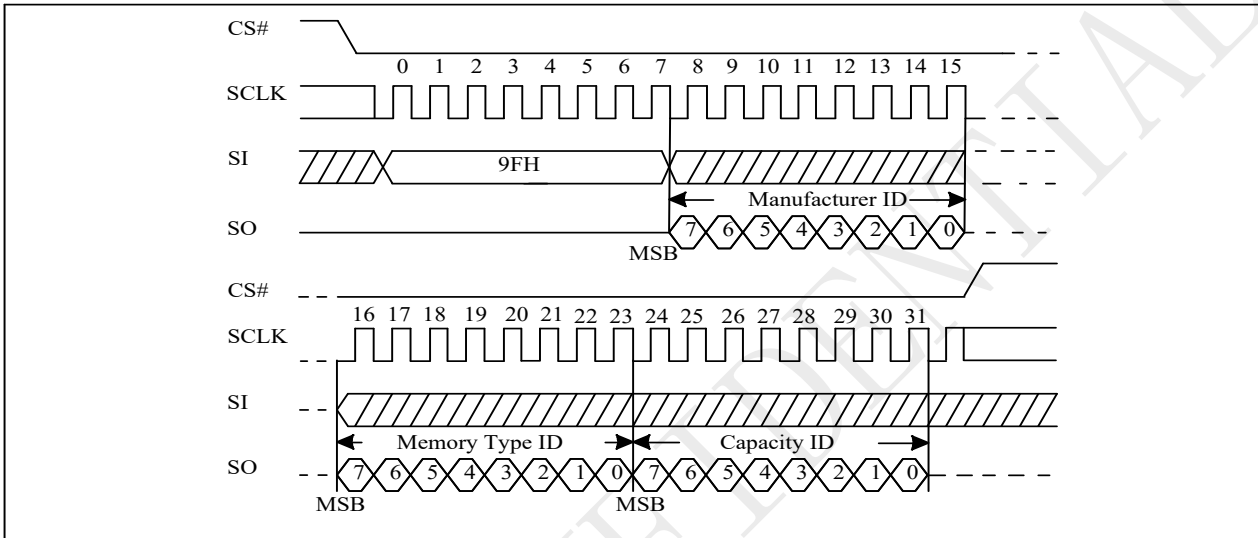 CS#
0 1 2 3 4 5 6 7 8 9 10 11 12 13 14 15
SCLK
SI 9FH
Manufacturer ID
SO 7 6 5 4 3 2 1 0
MSB
CS#
16 17 18 19 20 21 22 23 24 25 26 27 28 29 30 31
SCLK
SI
Memory Type ID Capacity ID
SO 7 6 5 4 3 2 1 0 7 6 5 4 3 2 1 0
MSB MSB